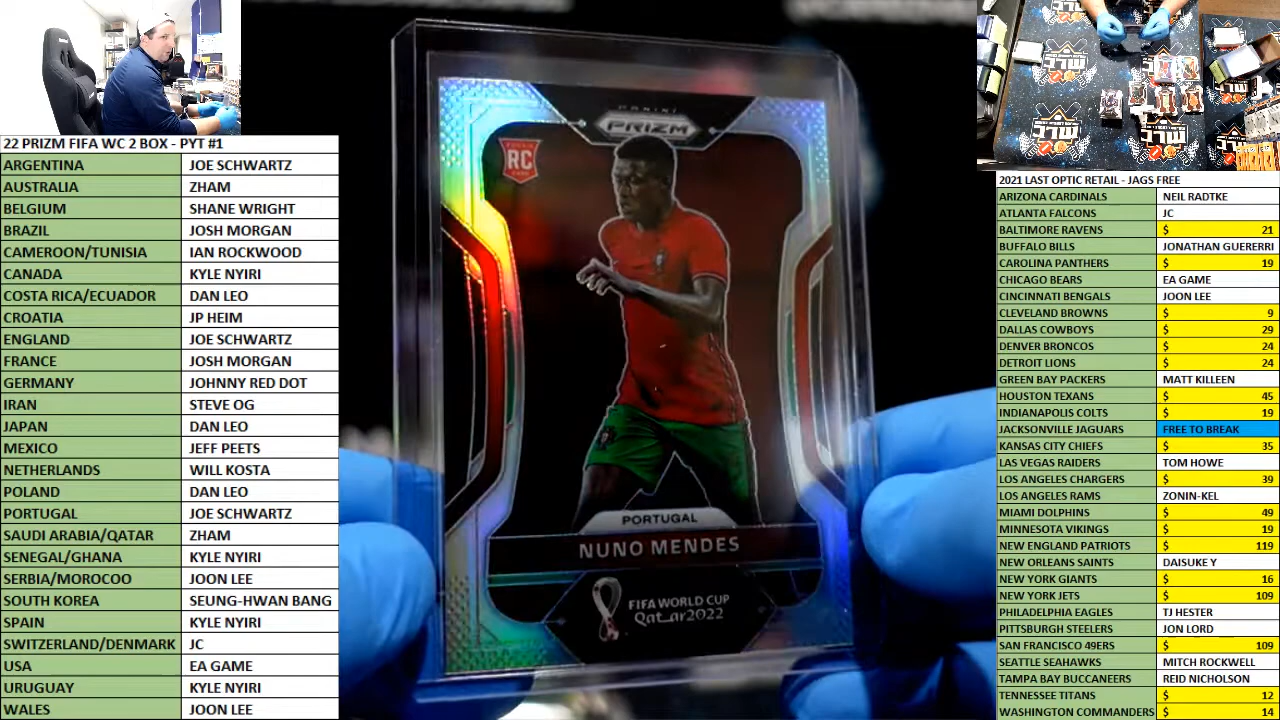 22 PRIZM FIFA WC 2 BOX - PYT #1
ARGENTINA JOE SCHWARTZ
AUSTRALIA ZHAM
BELGIUM SHANE WRIGHT
BRAZIL JOSH MORGAN
CAMEROON/TUNISIA IAN ROCKWOOD
CANADA KYLE NYIRI
COSTA RICA/ECUADOR DAN LEO
CROATIA JP HEIM
ENGLAND JOE SCHWARTZ
FRANCE JOSH MORGAN
GERMANY JOHNNY RED DOT
IRAN STEVE OG
JAPAN DAN LEO
MEXICO JEFF PEETS
NETHERLANDS WILL KOSTA
POLAND DAN LEO
PORTUGAL JOE SCHWARTZ
SAUDI ARABIA/QATAR ZHAM
SENEGAL/GHANA KYLE NYIRI
SERBIA/MOROCOO JOON LEE
SOUTH KOREA SEUNG-HWAN BANG
SPAIN KYLE NYIRI
SWITZERLAND/DENMARK JC
USA EA GAME
URUGUAY KYLE NYIRI
WALES JOON LEE
PANINI
PRIZM
RC
PORTUGAL
NUNO MENDES
FIFA WORLD CUP
Qatar2022
2021 LAST OPTIC RETAIL - JAGS FREE
ARIZONA CARDINALS NEIL RADTKE
ATLANTA FALCONS JC
BALTIMORE RAVENS $ 21
BUFFALO BILLS JONATHAN GUERERRI
CAROLINA PANTHERS $ 19
CHICAGO BEARS EA GAME
CINCINNATI BENGALS JOON LEE
CLEVELAND BROWNS $ 9
DALLAS COWBOYS $ 29
DENVER BRONCOS $ 24
DETROIT LIONS $ 24
GREEN BAY PACKERS MATT KILLEEN
HOUSTON TEXANS $ 45
INDIANAPOLIS COLTS $ 19
JACKSONVILLE JAGUARS FREE TO BREAK
KANSAS CITY CHIEFS $ 35
LAS VEGAS RAIDERS TOM HOWE
LOS ANGELES CHARGERS $ 39
LOS ANGELES RAMS ZONIN-KEL
MIAMI DOLPHINS $ 49
MINNESOTA VIKINGS $ 19
NEW ENGLAND PATRIOTS $ 119
NEW ORLEANS SAINTS DAISUKE Y
NEW YORK GIANTS $ 16
NEW YORK JETS $ 109
PHILADELPHIA EAGLES TJ HESTER
PITTSBURGH STEELERS JON LORD
SAN FRANCISCO 49ERS $ 109
SEATTLE SEAHAWKS MITCH ROCKWELL
TAMPA BAY BUCANEERS REID NICHOLSON
TENNESSEE TITANS $ 12
WASHINGTON COMMANDERS $ 14